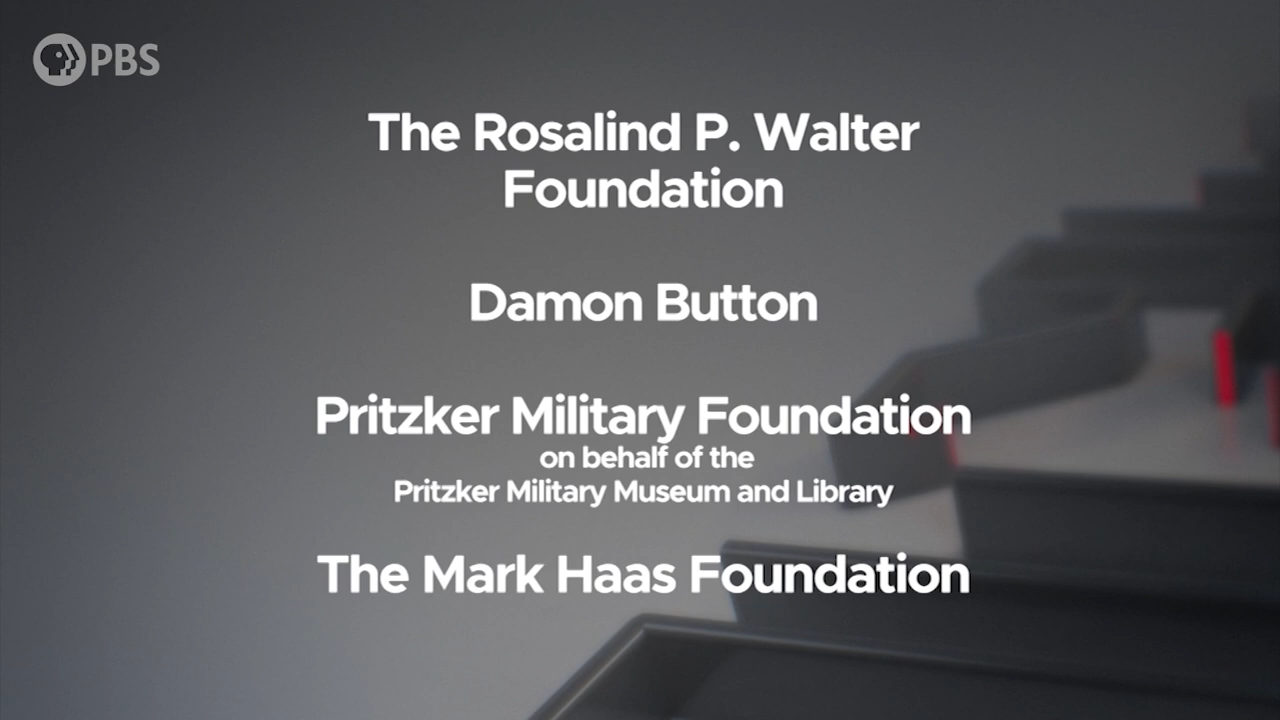 PBS
The Rosalind P. Walter
Foundation
Damon Button
Pritzker Military Foundation
on behalf of the
Pritzker Military Museum and Library
The Mark Haas Foundation